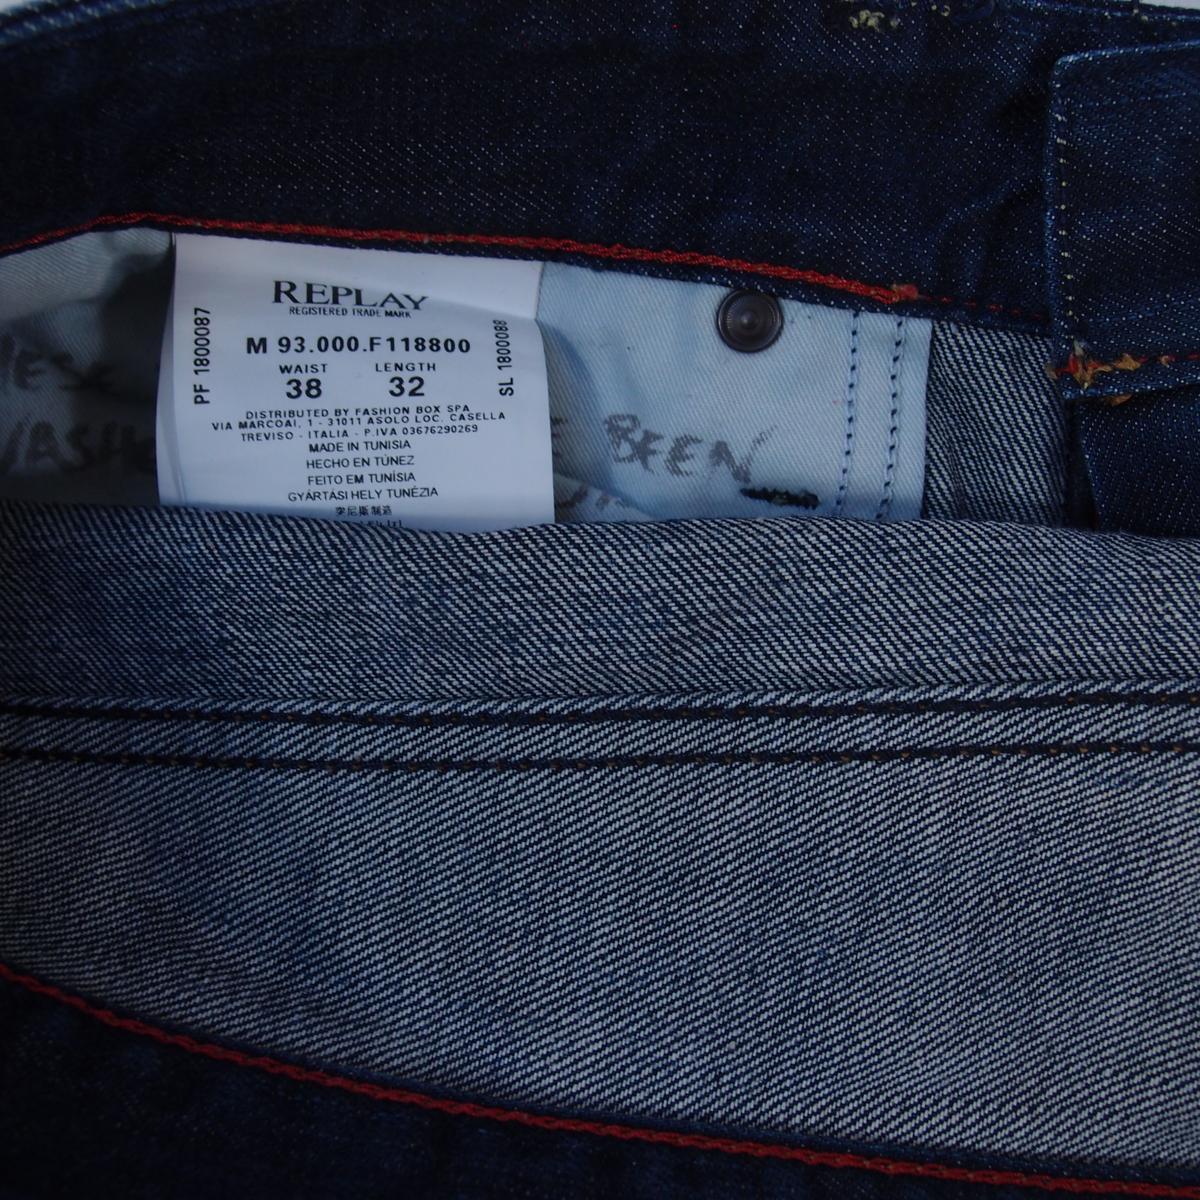 REPLAY
REGISTERED TRADE MARK
PF 1800087
SL 1800088
M 93.000.F118800
WAIST LENGTH
38 32
DISTRIBUTED BY FASHION BOX SPA
VIA MARCOAI, 1 - 31011 ASOLO LOC. CASELLA
TREVISO - ITALIA - P.IVA 03676290269
MADE IN TUNISIA
HECHO EN TÚNEZ
FEITO EM TUNÍSIA
GYÁRTÁSI HELY TUNÉZIA
BEEN